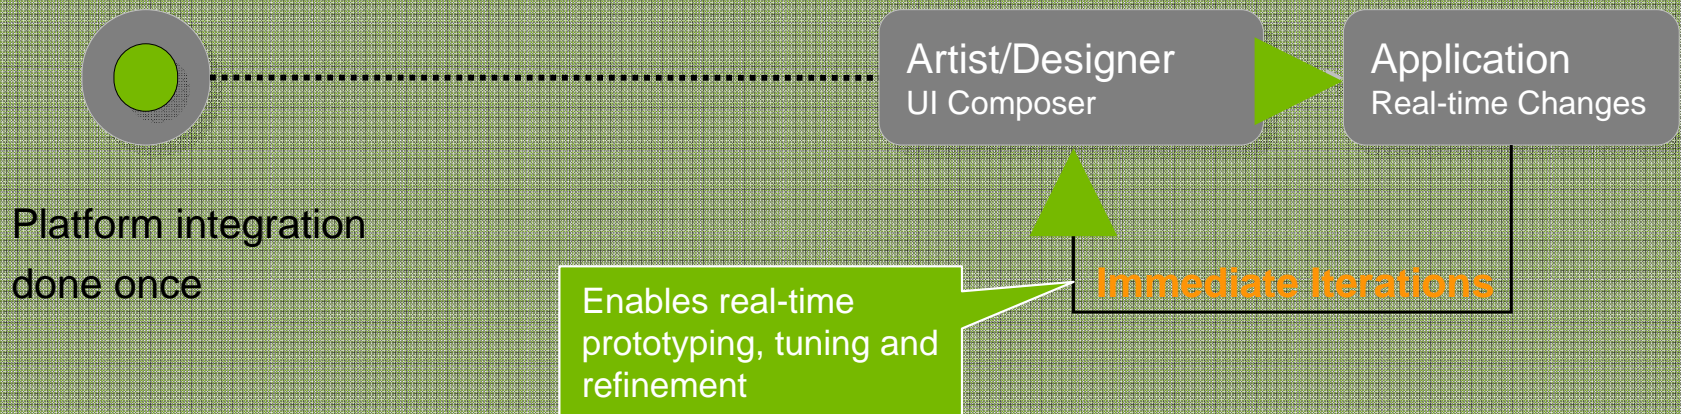 Artist/Designer
UI Composer
Application
Real-time Changes
Platform integration
done once
Immediate Iterations
Enables real-time
prototyping, tuning and
refinement